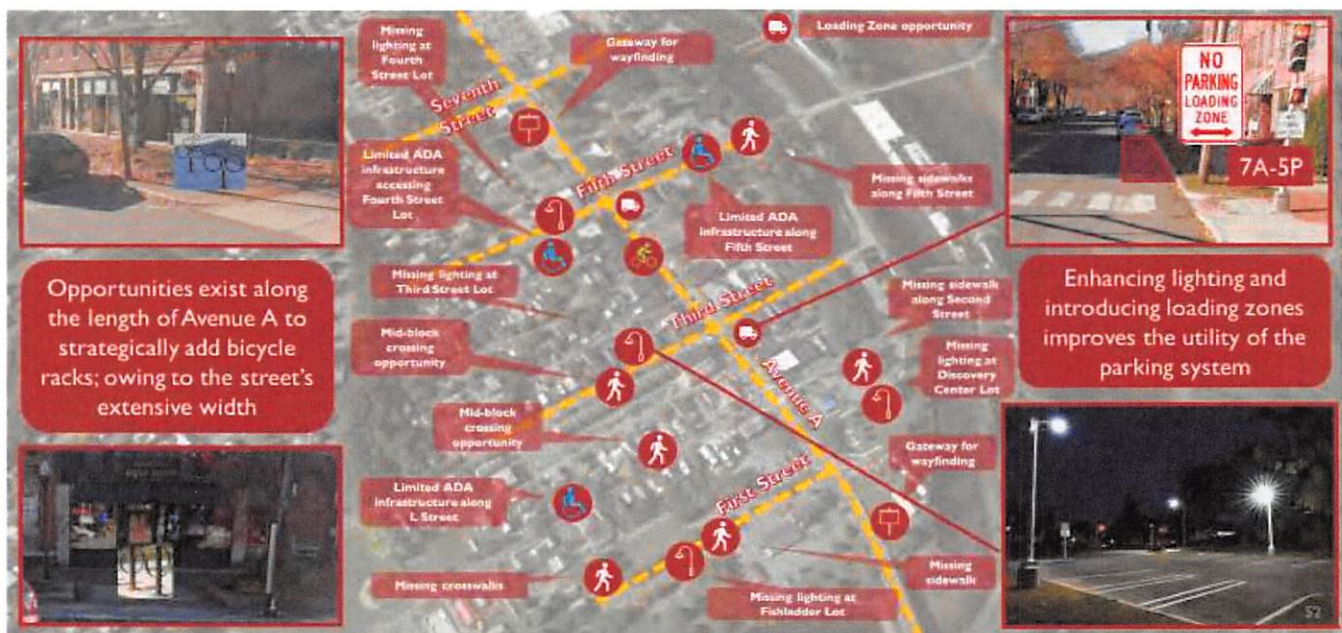 Missing
lighting at
Fourth
Street Lot
Gateway for
wayfinding
Loading Zone opportunity
NO
PARKING
LOADING
ZONE
7A-5P
Seventh
Street
Limited ADA
infrastructure
accessing
Fourth Street
Lot
Fifth Street
Missing sidewalks
along Fifth Street
Limited ADA
infrastructure along
Fifth Street
Opportunities exist along
the length of Avenue A to
strategically add bicycle
racks; owing to the street's
extensive width
Missing lighting at
Third Street Lot
Third Street
Missing sidewalk
along Second
Street
Enhancing lighting and
introducing loading zones
improves the utility of the
parking system
Mid-block
crossing
opportunity
Avenue A
Missing
lighting at
Discovery
Center Lot
Mid-block
crossing
opportunity
Gateway for
wayfinding
Limited ADA
infrastructure along
L Street
First Street
Missing crosswalks
Missing
sidewalk
Missing lighting at
Fishladder Lot
52